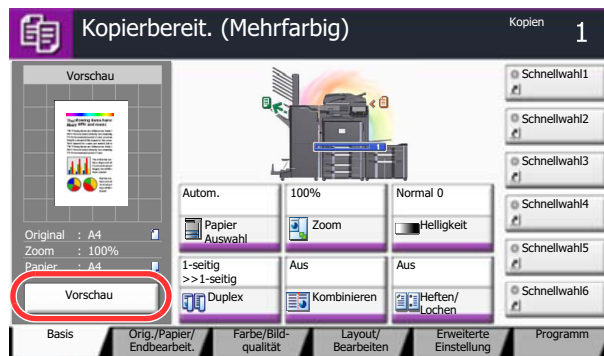 Kopierbereit. (Mehrfarbig)
Kopien
1
Vorschau
Original : A4
Zoom : 100%
Papier : A4
Vorschau
Autom.
Papier
Auswahl
100%
Zoom
Normal 0
Helligkeit
1-seitig
>>1-seitig
Duplex
Aus
Kombinieren
Aus
Heften/
Lochen
Schnellwahl1
Schnellwahl2
Schnellwahl3
Schnellwahl4
Schnellwahl5
Schnellwahl6
Basis
Orig./Papier/
Endbearbeit.
Farbe/Bild-
qualität
Layout/
Bearbeiten
Erweiterte
Einstellung
Programm